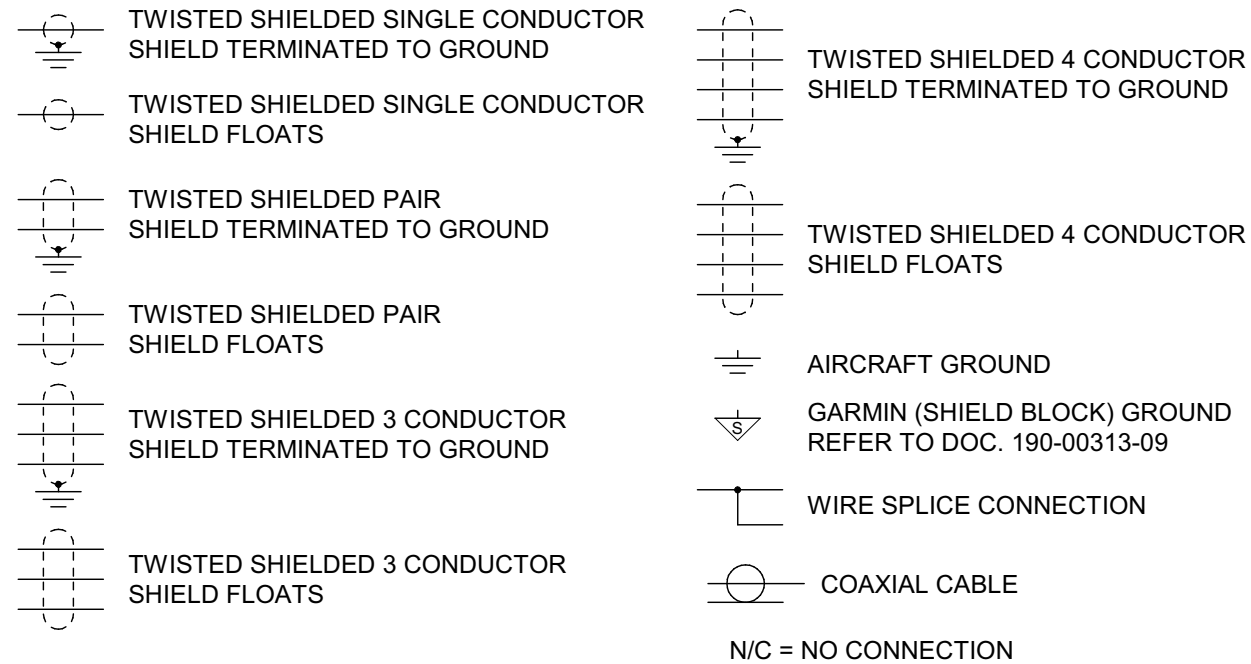 TWISTED SHIELDED SINGLE CONDUCTOR
SHIELD TERMINATED TO GROUND
TWISTED SHIELDED SINGLE CONDUCTOR
SHIELD FLOATS
TWISTED SHIELDED PAIR
SHIELD TERMINATED TO GROUND
TWISTED SHIELDED PAIR
SHIELD FLOATS
TWISTED SHIELDED 3 CONDUCTOR
SHIELD TERMINATED TO GROUND
TWISTED SHIELDED 3 CONDUCTOR
SHIELD FLOATS
TWISTED SHIELDED 4 CONDUCTOR
SHIELD TERMINATED TO GROUND
TWISTED SHIELDED 4 CONDUCTOR
SHIELD FLOATS
AIRCRAFT GROUND
S
GARMIN (SHIELD BLOCK) GROUND
REFER TO DOC. 190-00313-09
WIRE SPLICE CONNECTION
COAXIAL CABLE
N/C = NO CONNECTION